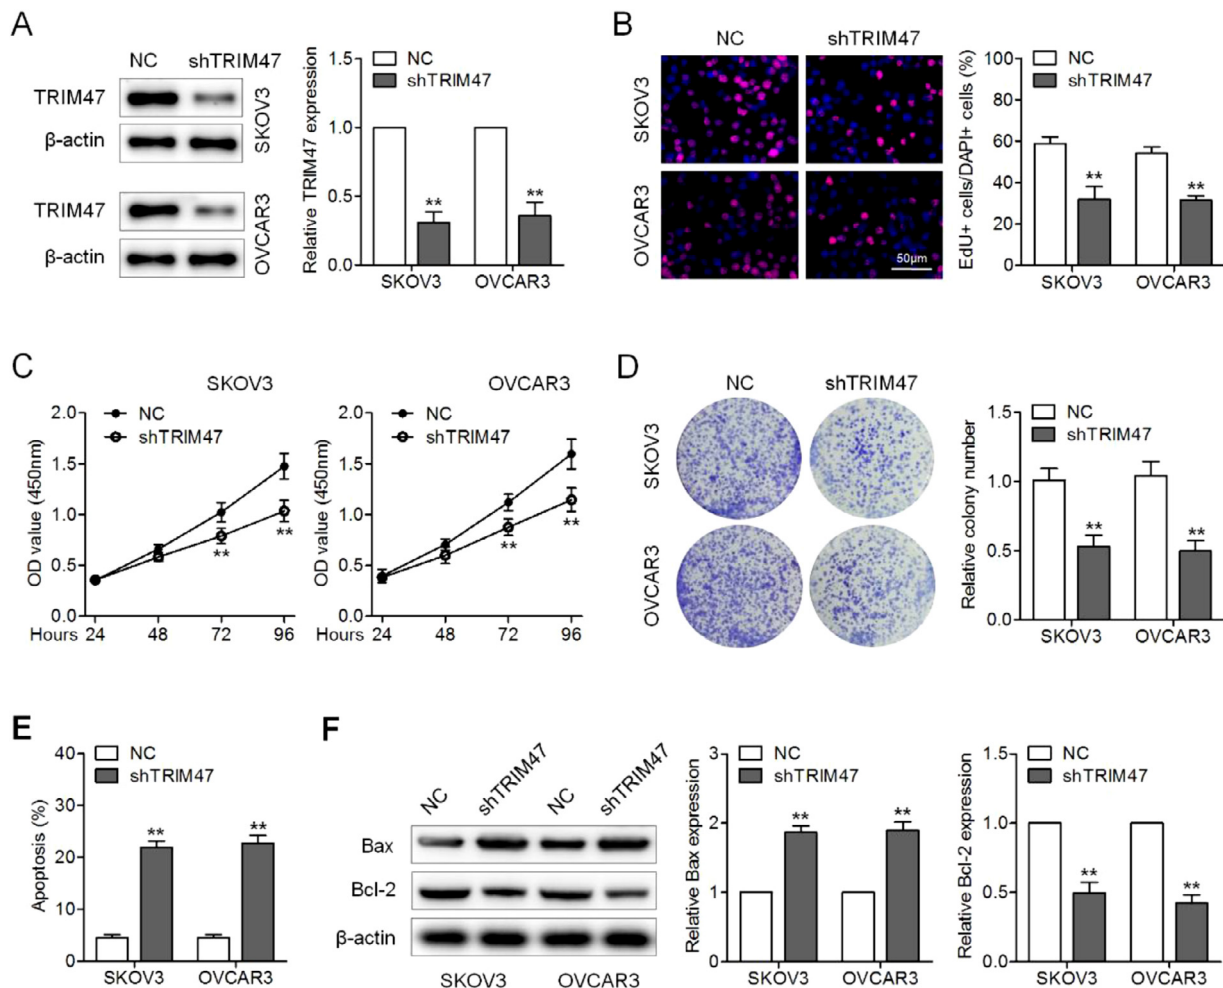 A
NC shTRIM47
TRIM47
β-actin
SKOV3
TRIM47
β-actin
OVCAR3
Relative TRIM47 expression
1.5
1.0
0.5
0.0
NC
shTRIM47
**
**
SKOV3 OVCAR3
B
NC shTRIM47
SKOV3
OVCAR3
50μm
EdU+ cells/DAPI+ cells (%)
100
80
60
40
20
0
NC
shTRIM47
**
**
SKOV3 OVCAR3
C
SKOV3
OD value (450nm)
2.0
1.5
1.0
0.5
0.0
NC
shTRIM47
**
**
Hours 24 48 72 96
OVCAR3
OD value (450nm)
2.0
1.5
1.0
0.5
0.0
NC
shTRIM47
**
**
Hours 24 48 72 96
D
NC shTRIM47
SKOV3
OVCAR3
Relative colony number
1.5
1.0
0.5
0.0
NC
shTRIM47
**
**
SKOV3 OVCAR3
E
Apoptosis (%)
40
30
20
10
0
NC
shTRIM47
**
**
SKOV3 OVCAR3
F
NC shTRIM47 NC shTRIM47
Bax
Bcl-2
β-actin
SKOV3 OVCAR3
Relative Bax expression
3
2
1
0
NC
shTRIM47
**
**
SKOV3 OVCAR3
Relative Bcl-2 expression
1.5
1.0
0.5
0.0
NC
shTRIM47
**
**
SKOV3 OVCAR3